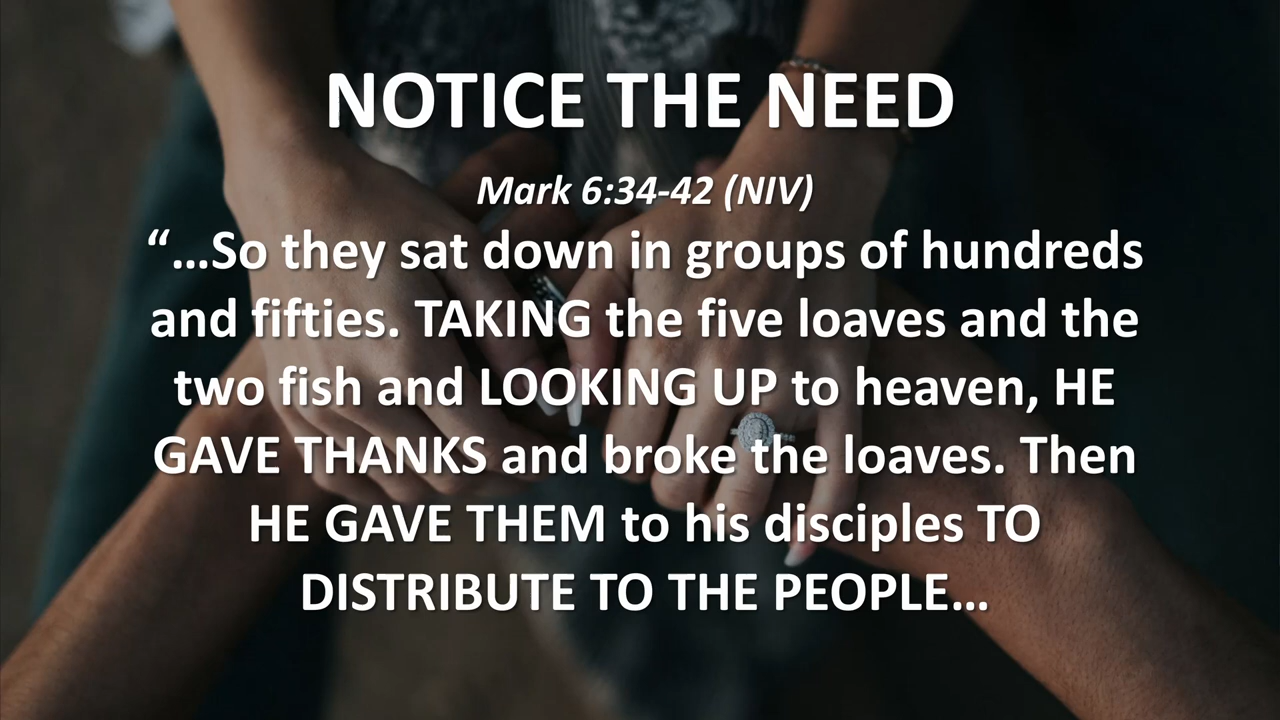 NOTICE THE NEED
Mark 6:34-42 (NIV)
“…So they sat down in groups of hundreds
and fifties. TAKING the five loaves and the
two fish and LOOKING UP to heaven, HE
GAVE THANKS and broke the loaves. Then
HE GAVE THEM to his disciples TO
DISTRIBUTE TO THE PEOPLE…